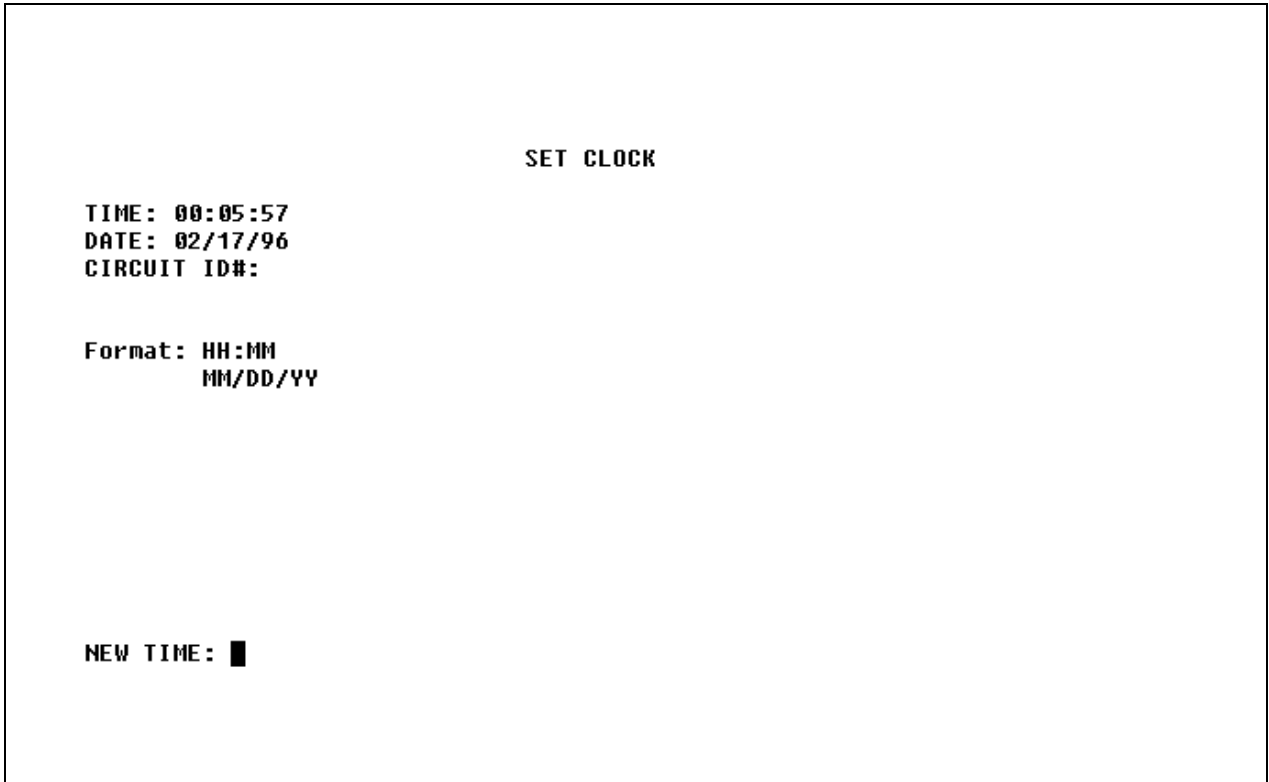 SET CLOCK
TIME: 00:05:57
DATE: 02/17/96
CIRCUIT ID#:
Format: HH:MM
MM/DD/YY
NEW TIME: